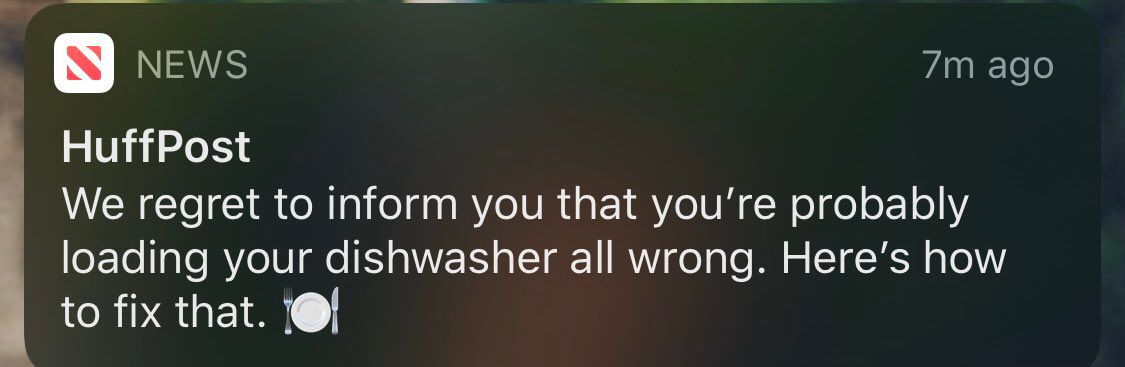 NEWS 7m ago
HuffPost
We regret to inform you that you’re probably
loading your dishwasher all wrong. Here’s how
to fix that. 🍽️